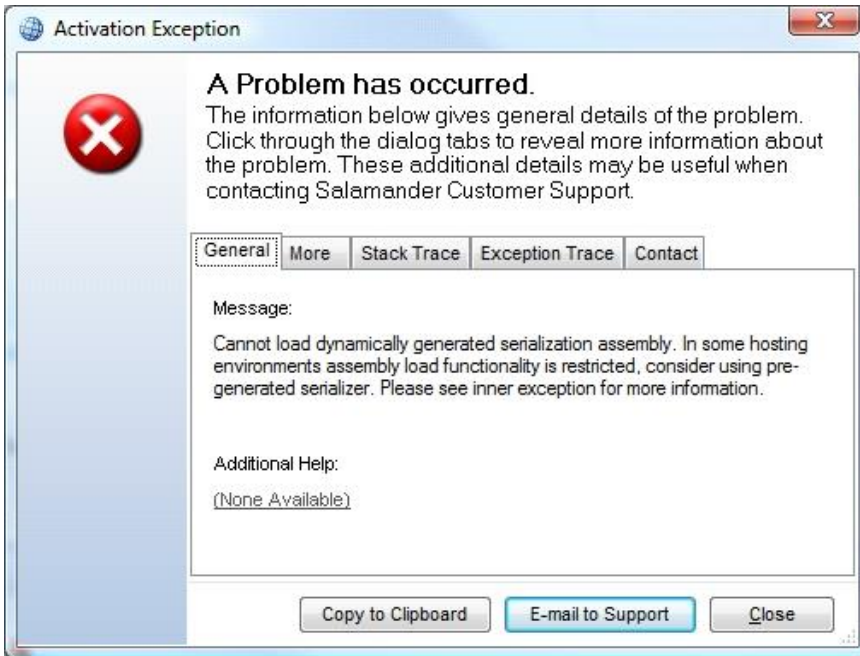 Activation Exception
A Problem has occurred.
The information below gives general details of the problem.
Click through the dialog tabs to reveal more information about
the problem. These additional details may be useful when
contacting Salamander Customer Support.
General More Stack Trace Exception Trace Contact
Message:
Cannot load dynamically generated serialization assembly. In some hosting
environments assembly load functionality is restricted, consider using pre-
generated serializer. Please see inner exception for more information.
Additional Help:
(None Available)
Copy to Clipboard E-mail to Support Close